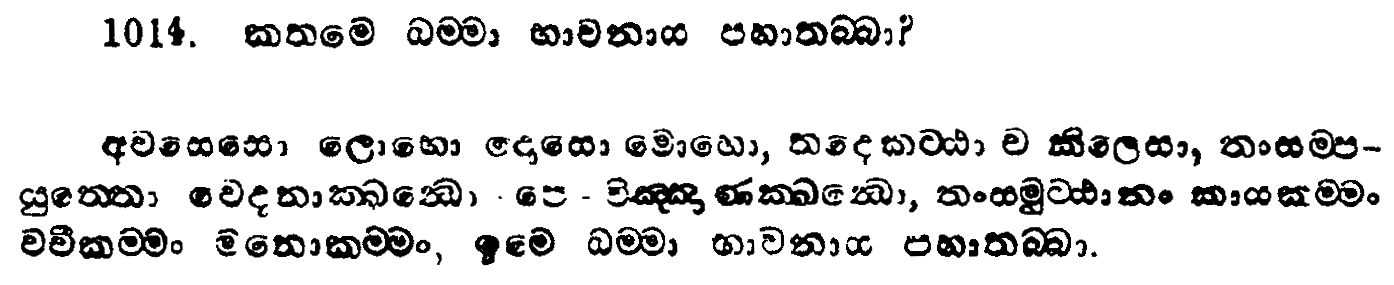 1014. කතමෙ ධම්මා භාවනාය පහාතබ්බා?
අවසෙසො ලොභො දොසො මොහො, තදෙකට්ඨා ච කිලෙසා, තංසම්ප-
යුත්තො වෙදනාක්ඛන්ධො - පෙ - විඤ්ඤාණක්ඛන්ධො, තංසමුට්ඨානං කායකම්මං
වචීකම්මං මනොකම්මං, ඉමෙ ධම්මා භාවනාය පහාතබ්බා.